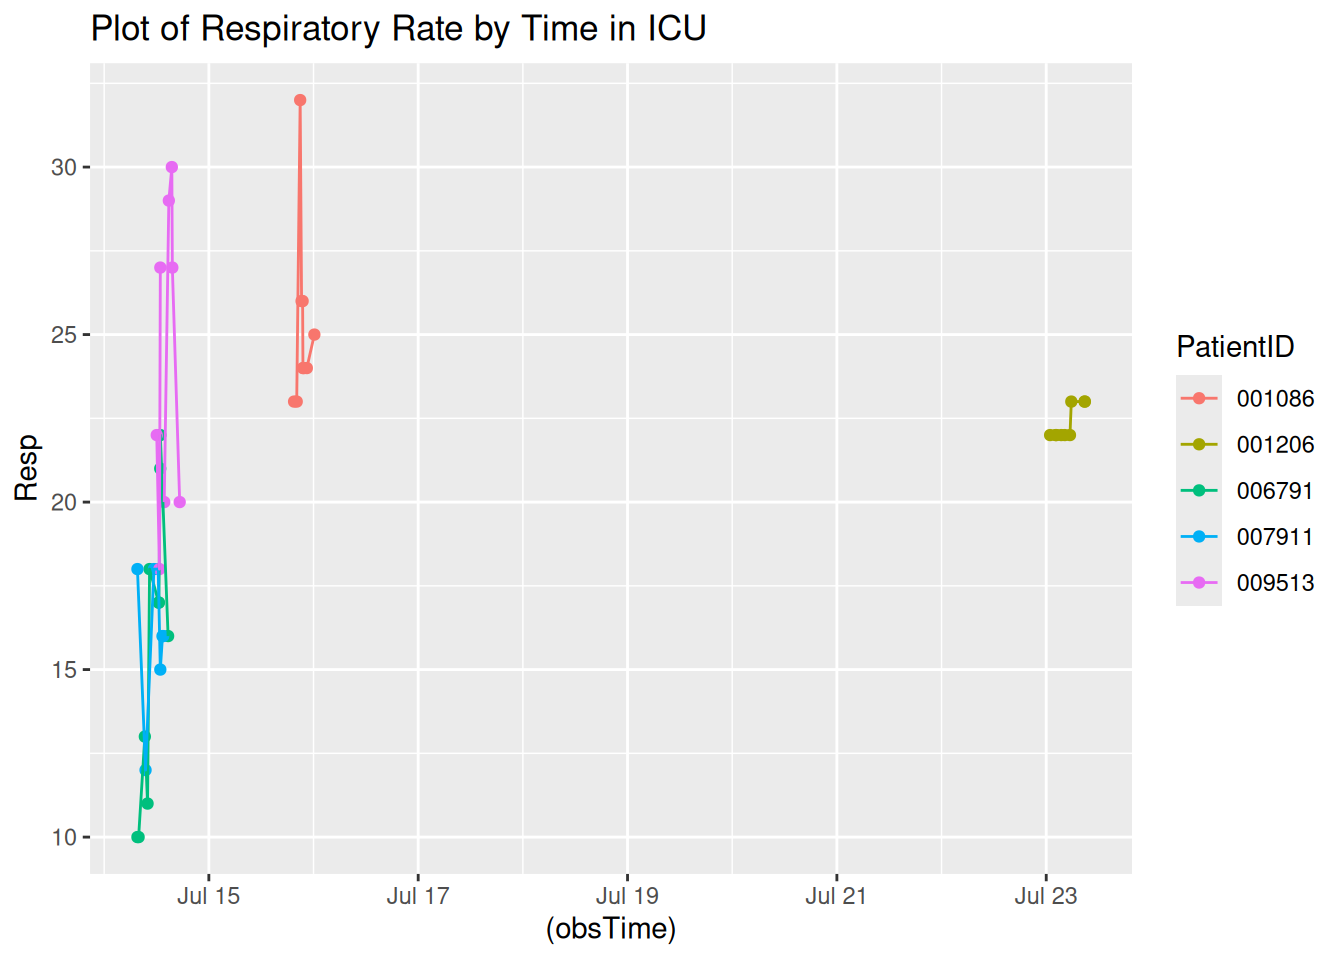 Plot of Respiratory Rate by Time in ICU
30
25
20
15
10
Resp
Jul 15
Jul 17
Jul 19
Jul 21
Jul 23
(obsTime)
PatientID
001086
001206
006791
007911
009513